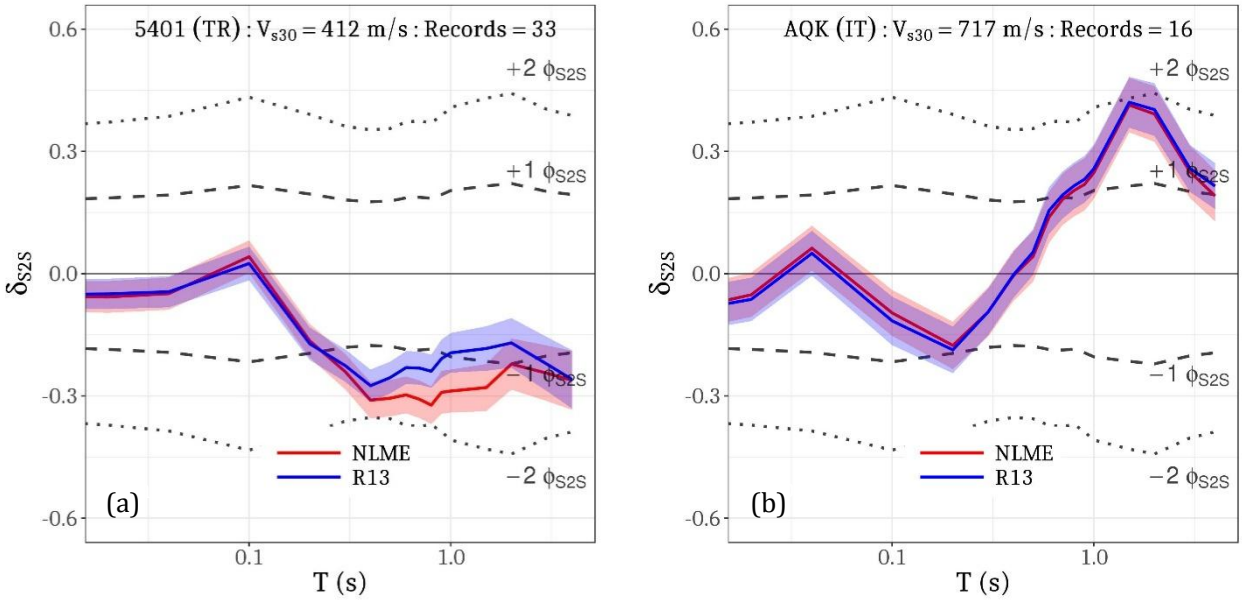 5401 (TR) : Vs30 = 412 m/s : Records = 33
+2 ϕS2S
+1 ϕS2S
−1 ϕS2S
−2 ϕS2S
NLME
R13
(a)
0.6
0.3
0.0
-0.3
-0.6
δS2S
0.1
1.0
T (s)
AQK (IT) : Vs30 = 717 m/s : Records = 16
+2 ϕS2S
+1 ϕS2S
−1 ϕS2S
−2 ϕS2S
NLME
R13
(b)
0.6
0.3
0.0
-0.3
-0.6
δS2S
0.1
1.0
T (s)